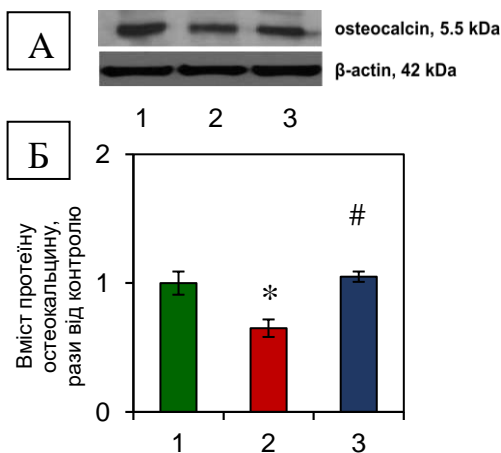 А
osteocalcin, 5.5 kDa
β-actin, 42 kDa
1 2 3
Б
Вміст протеїну
остеокальцину,
рази від контролю
2
1
0
*
#
1 2 3